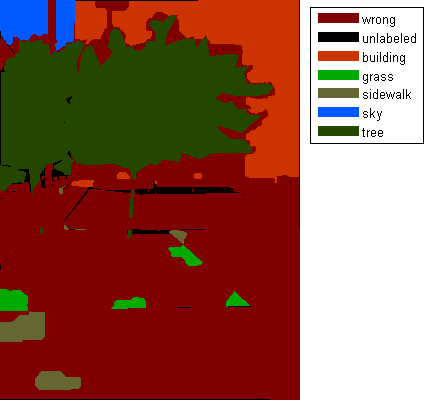 wrong
unlabeled
building
grass
sidewalk
sky
tree